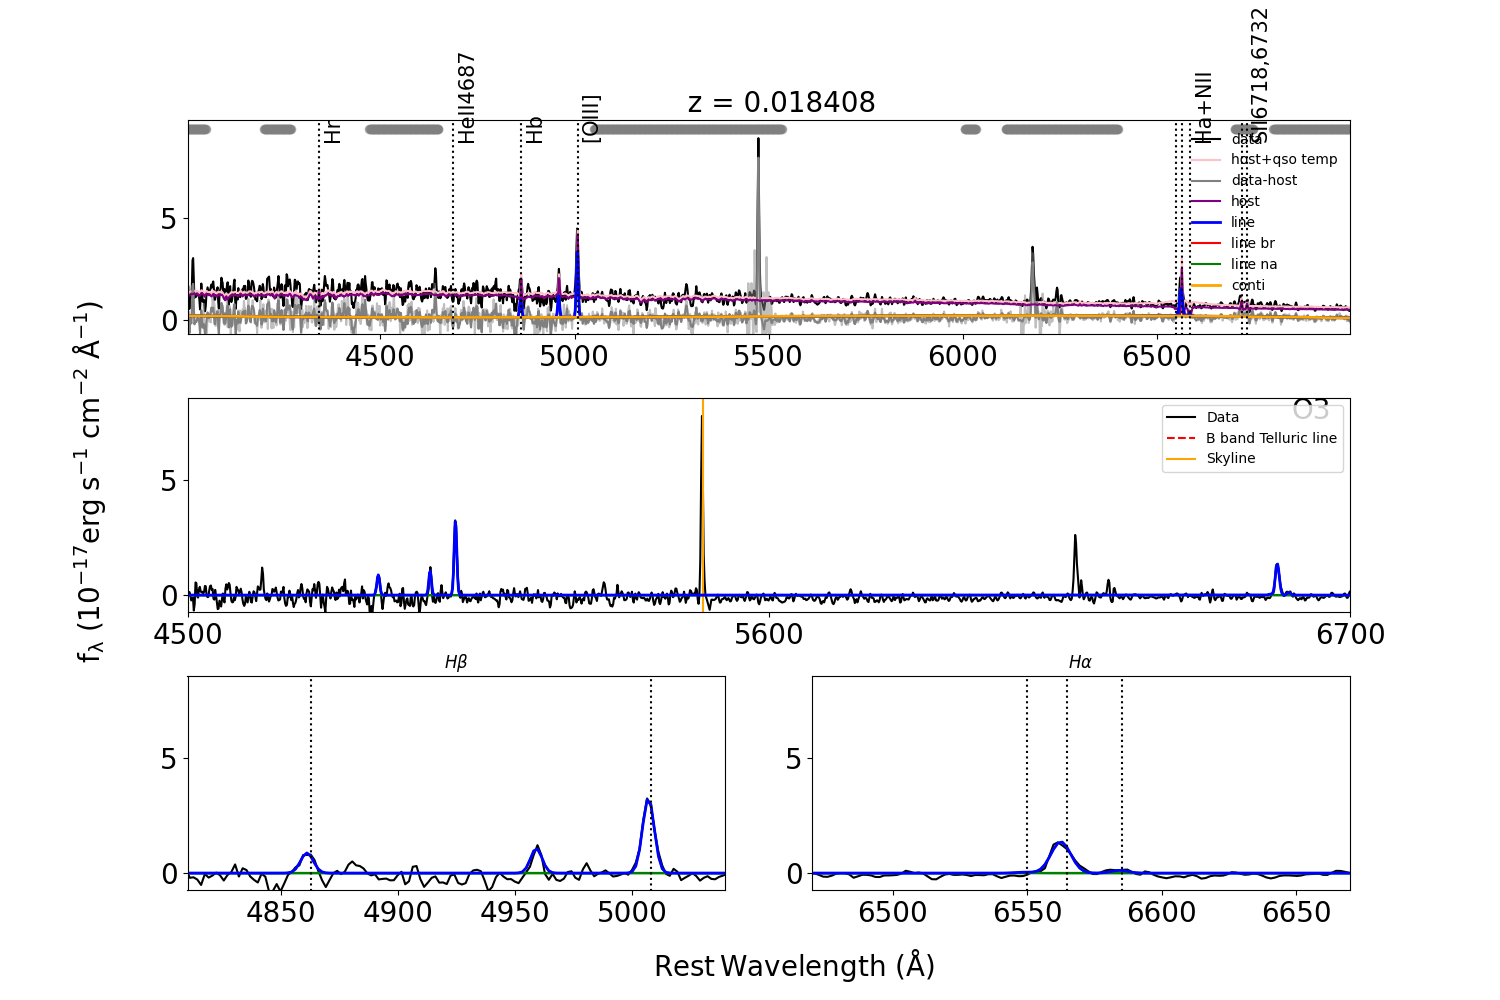 z = 0.018408
Hr
HeII4687
Hb
[OIII]
Ha+NII
SII6718,6732
data
host+qso temp
data-host
host
line
line br
line na
conti
5
0
4500
5000
5500
6000
6500
O3
Data
B band Telluric line
Skyline
5
0
4500
5600
6700
fλ (10⁻¹⁷erg s⁻¹ cm⁻² Å⁻¹)
Hβ
5
0
4850
4900
4950
5000
Hα
5
0
6500
6550
6600
6650
Rest Wavelength (Å)